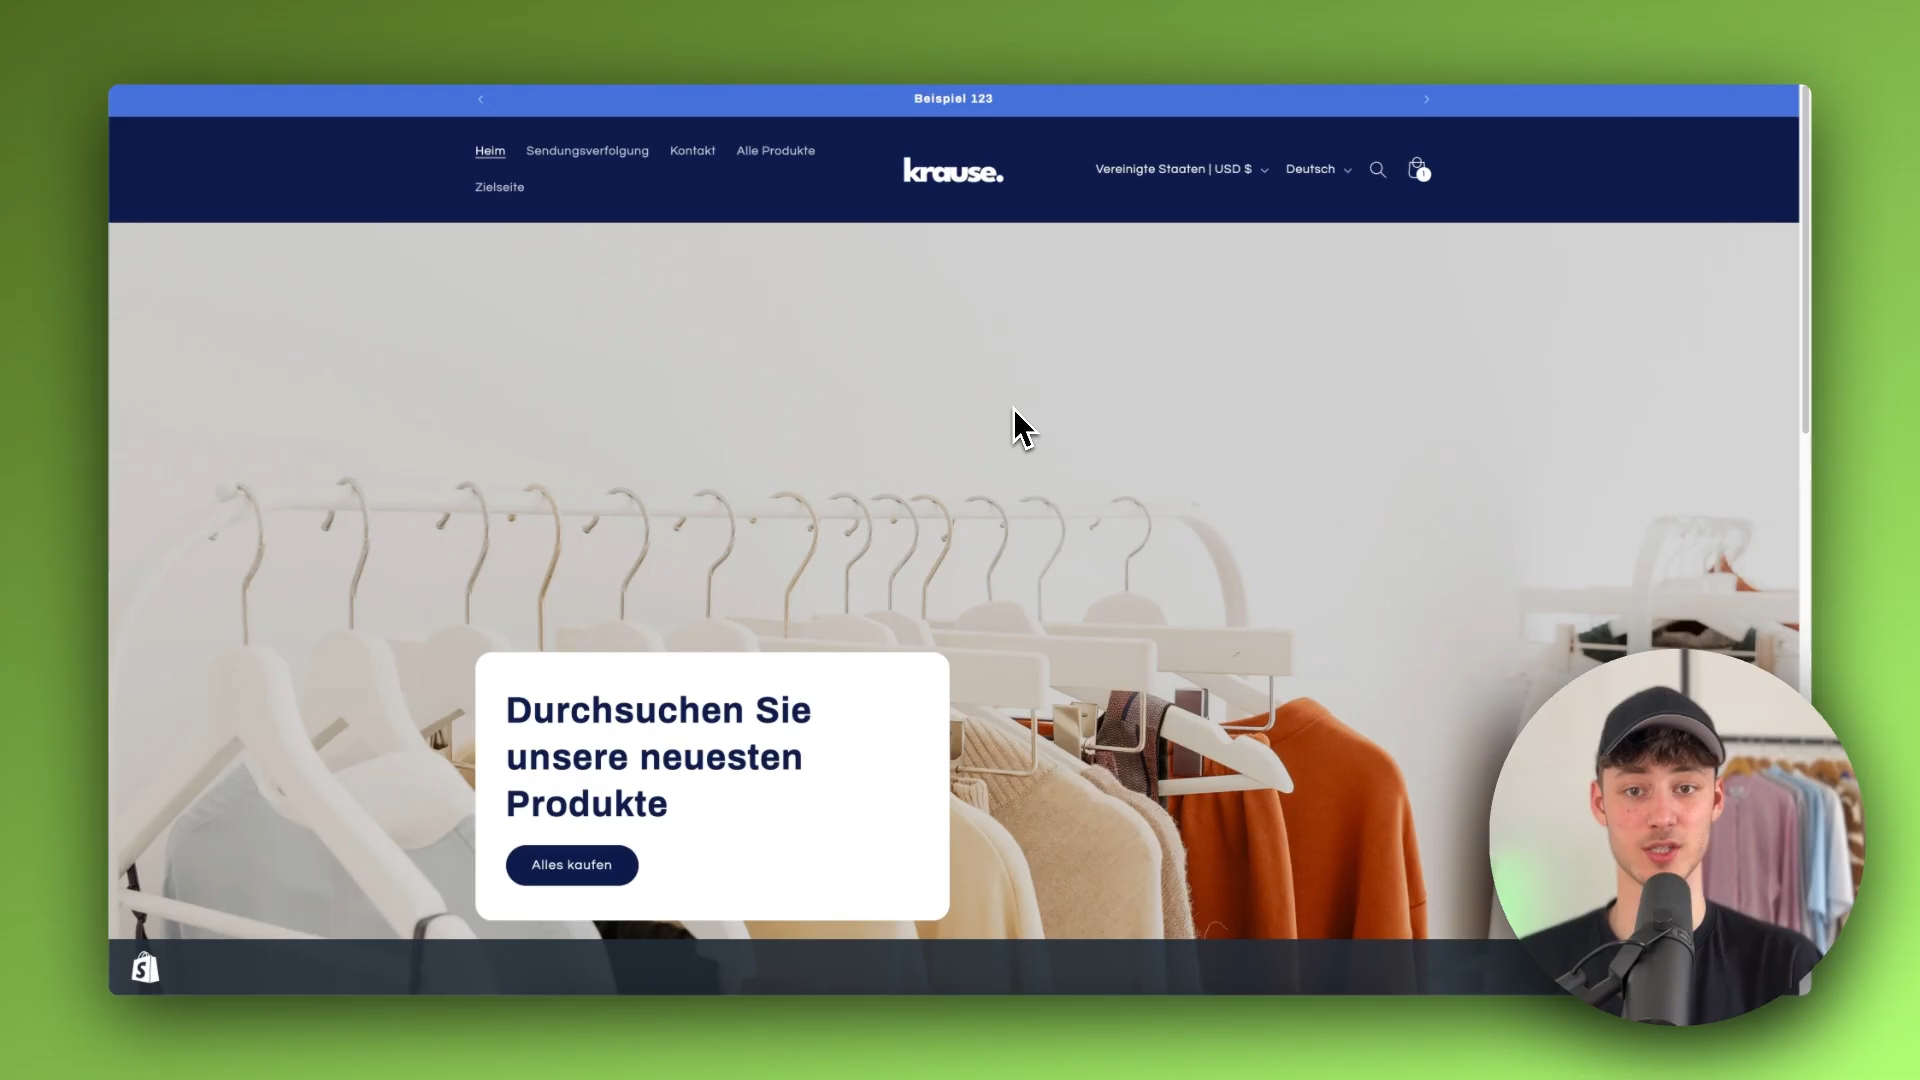 Beispiel 123
Heim Sendungsverfolgung Kontakt Alle Produkte
Zielseite
krause.
Vereinigte Staaten | USD $ Deutsch
1
Durchsuchen Sie
unsere neuesten
Produkte
Alles kaufen